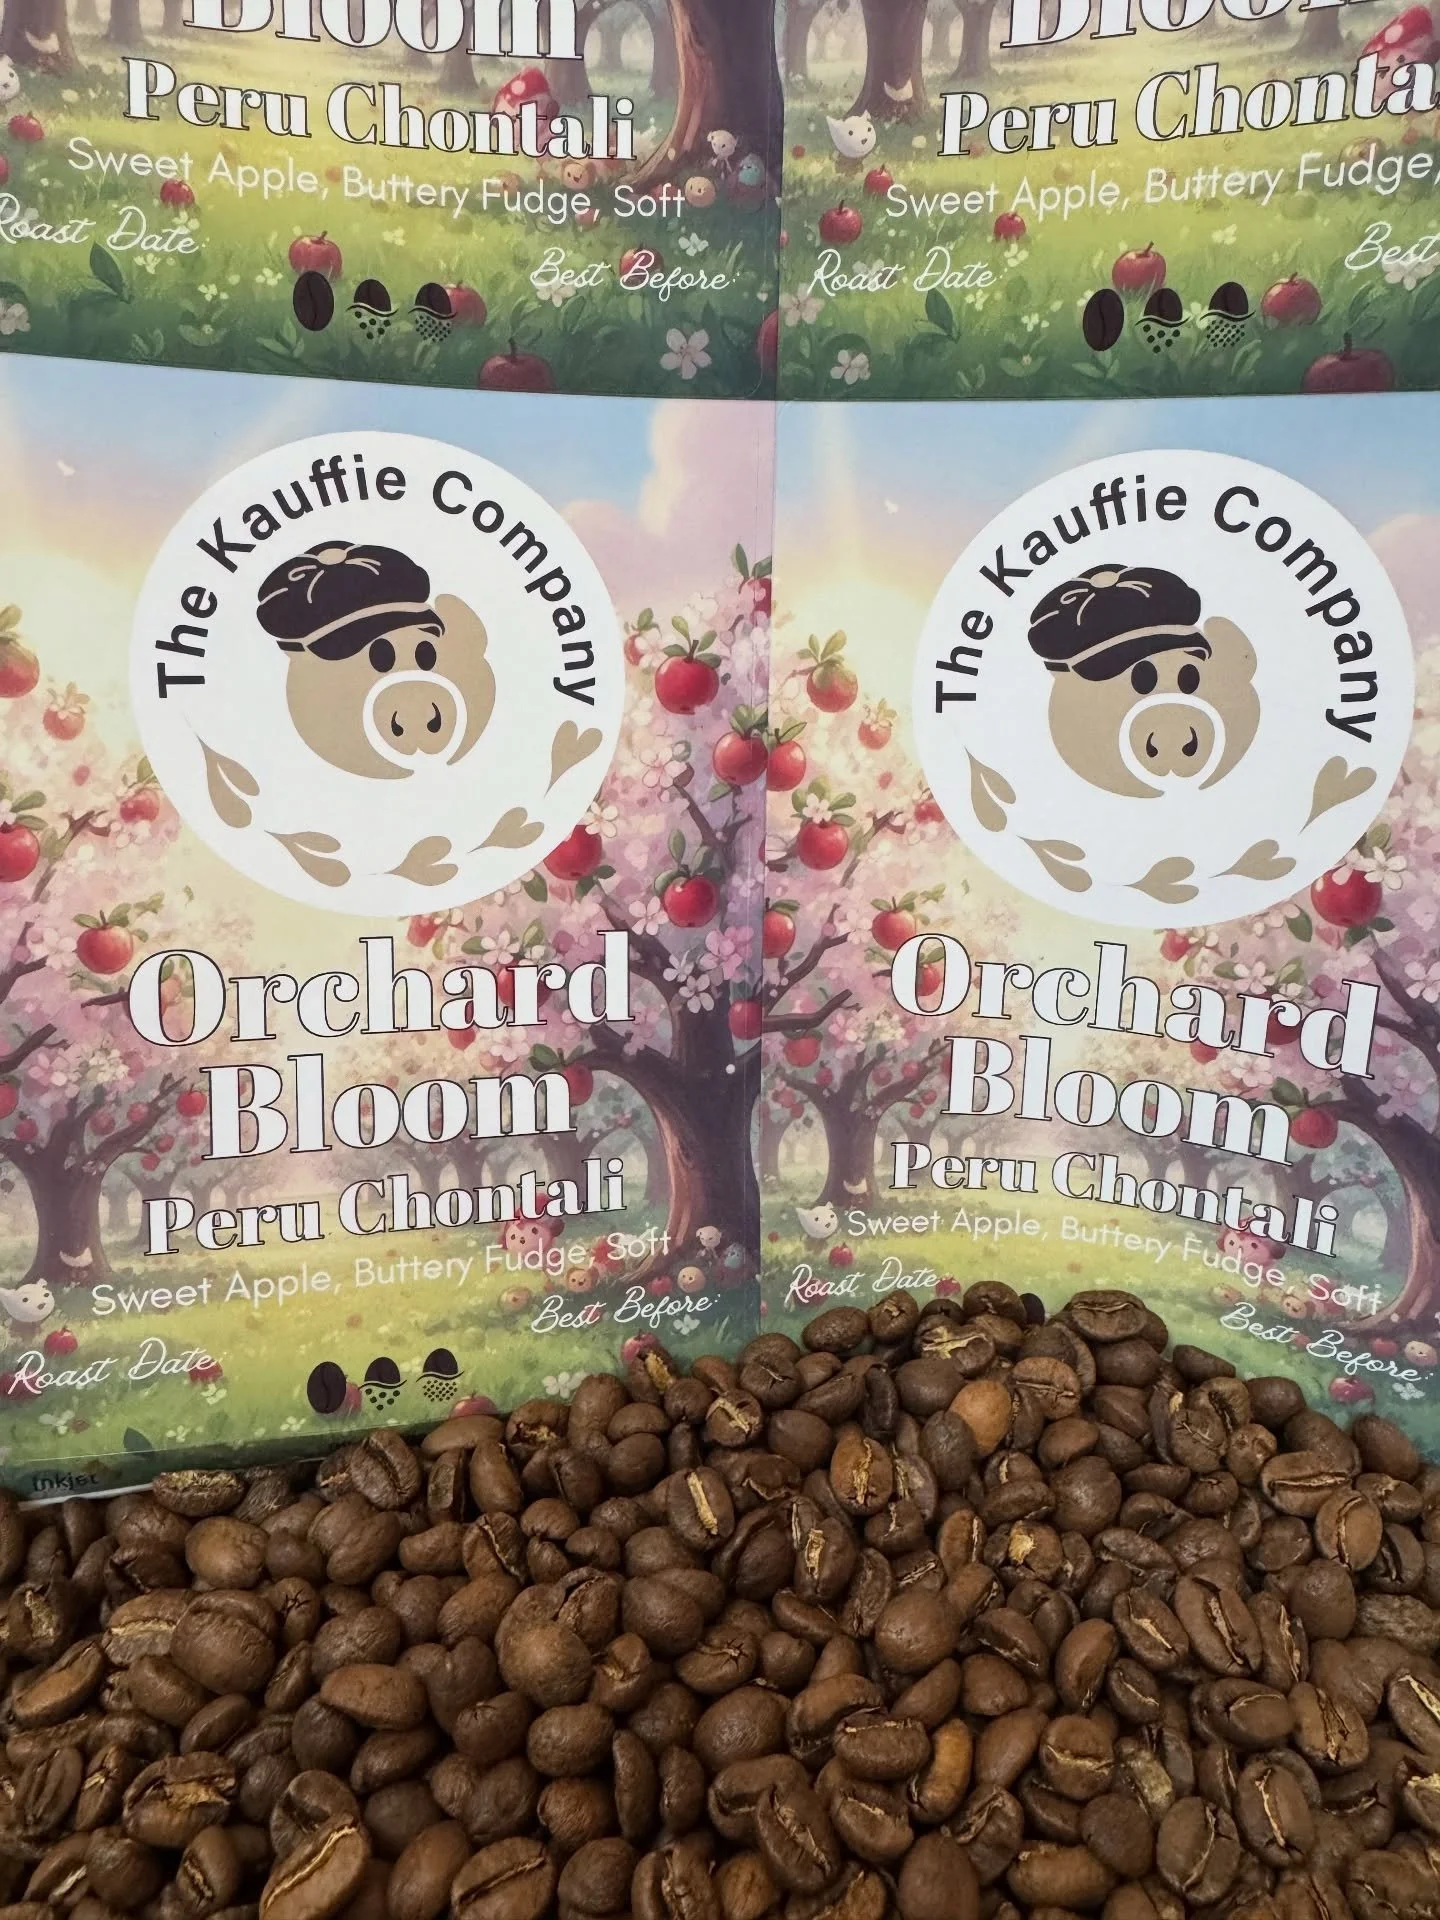 Bloom
Peru Chontali
Sweet Apple, Buttery Fudge, Soft
Roast Date:
Best Before:
Bloom
Peru Chonta
Sweet Apple, Buttery Fudge,
Roast Date:
Best
The Kauffie Company
Orchard
Bloom
Peru Chontali
Sweet Apple, Buttery Fudge, Soft
Roast Date:
Best Before:
Inkjet
The Kauffie Company
Orchard
Bloom
Peru Chontali
Sweet Apple, Buttery Fudge, Soft
Roast Date:
Best Before: